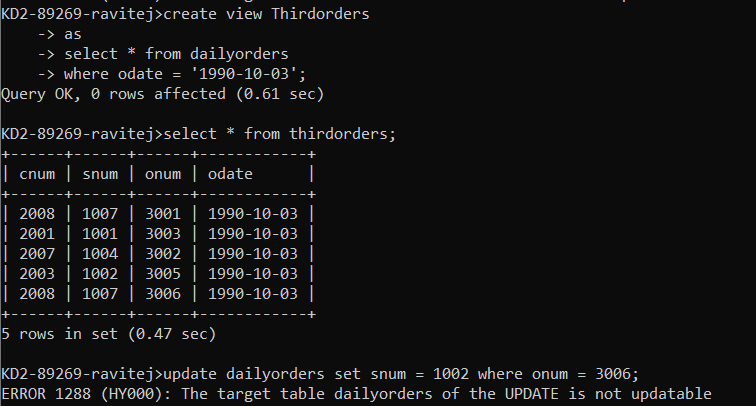 KD2-89269-ravitej>create view Thirdorders
    -> as
    -> select * from dailyorders
    -> where odate = '1990-10-03';
Query OK, 0 rows affected (0.61 sec)

KD2-89269-ravitej>select * from thirdorders;
+------+------+------+------------+
| cnum | snum | onum | odate      |
+------+------+------+------------+
| 2008 | 1007 | 3001 | 1990-10-03 |
| 2001 | 1001 | 3003 | 1990-10-03 |
| 2007 | 1004 | 3002 | 1990-10-03 |
| 2003 | 1002 | 3005 | 1990-10-03 |
| 2008 | 1007 | 3006 | 1990-10-03 |
+------+------+------+------------+
5 rows in set (0.47 sec)

KD2-89269-ravitej>update dailyorders set snum = 1002 where onum = 3006;
ERROR 1288 (HY000): The target table dailyorders of the UPDATE is not updatable